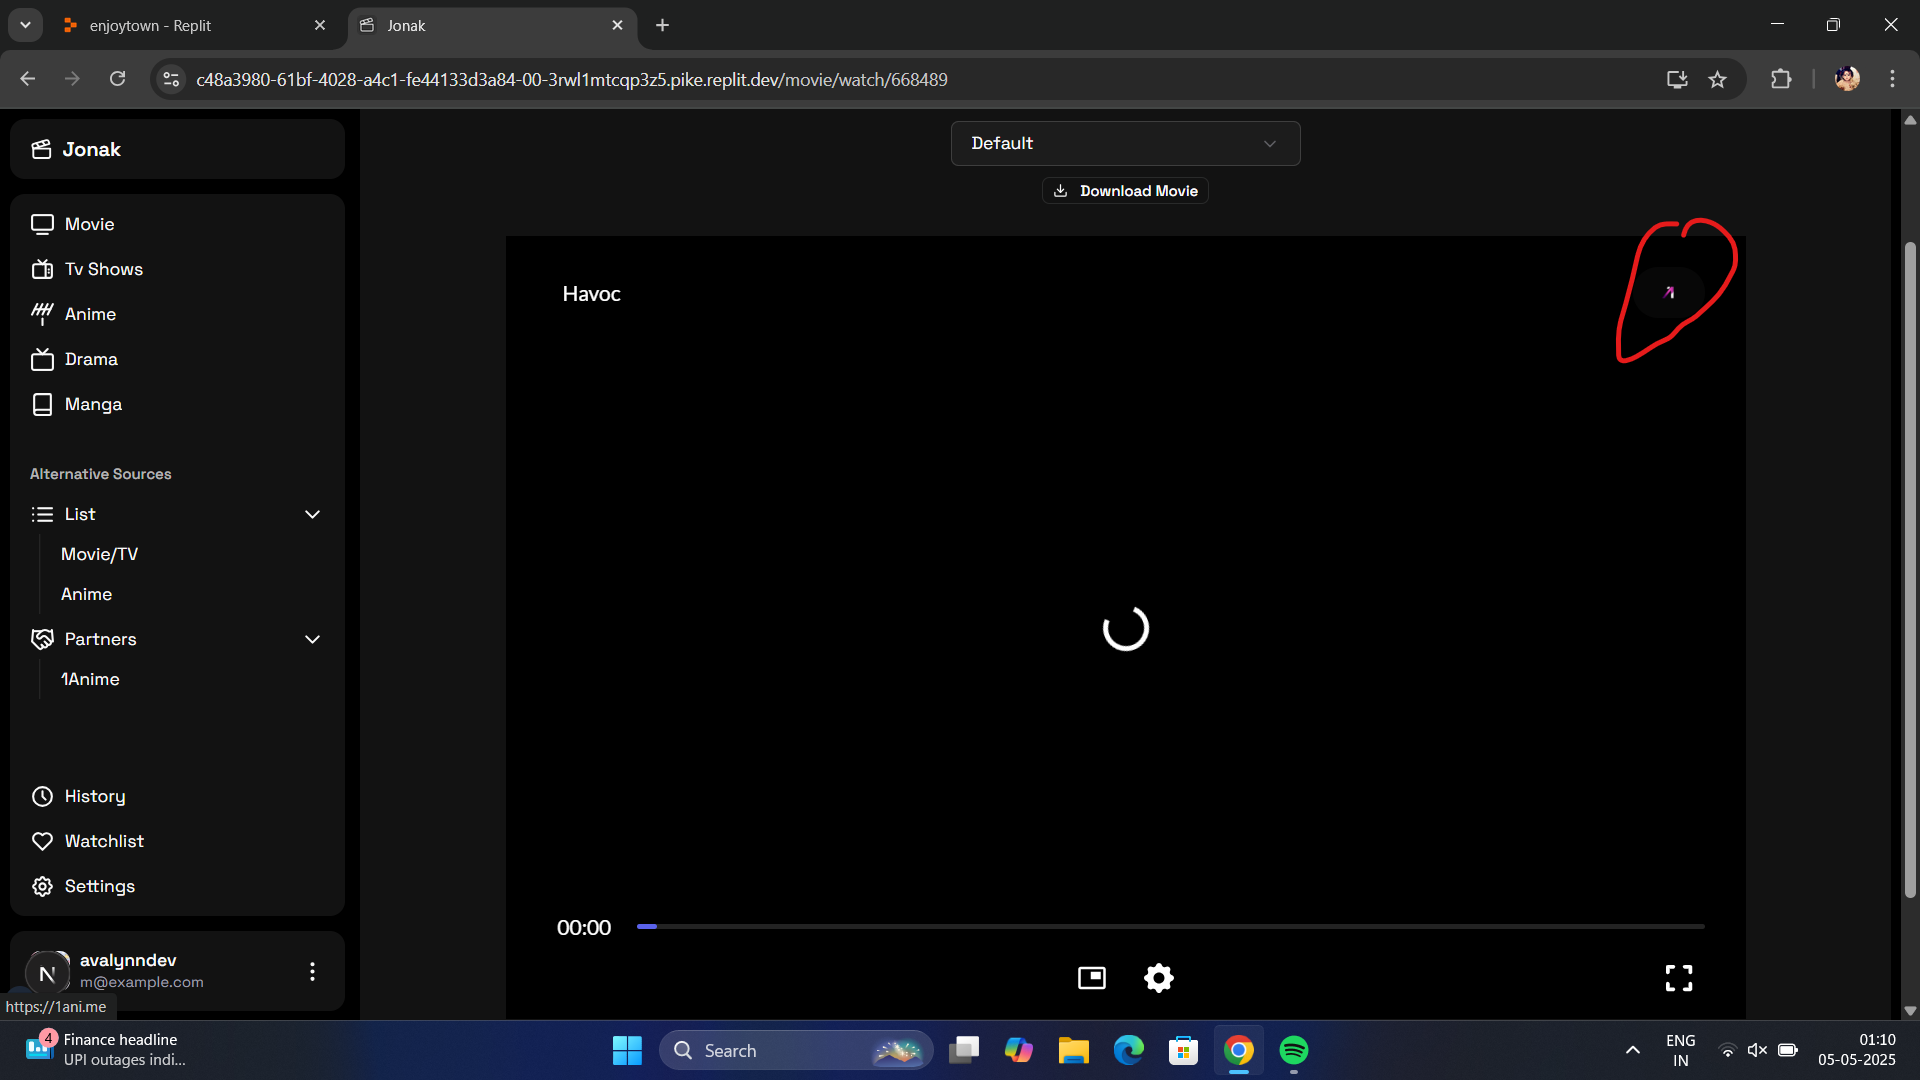 enjoytown - Replit
Jonak
c48a3980-61bf-4028-a4c1-fe44133d3a84-00-3rwl1mtcqp3z5.pike.replit.dev/movie/watch/668489
Jonak
Default
Download Movie
Movie
Tv Shows
Anime
Drama
Manga
Havoc
Alternative Sources
List
Movie/TV
Anime
Partners
1Anime
History
Watchlist
Settings
00:00
N
avalynndev
m@example.com
https://1ani.me
4
Finance headline
UPI outages indi...
Search
ENG
IN
01:10
05-05-2025